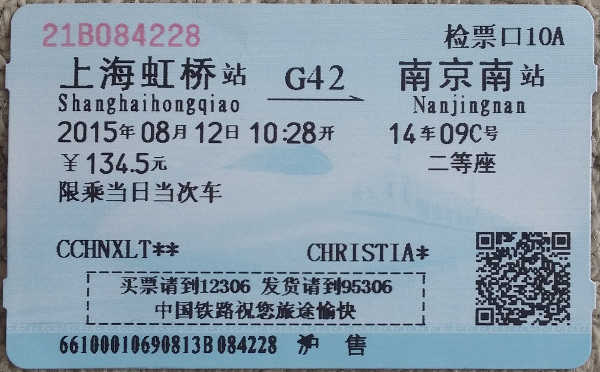 21B084228 检票口10A
上海虹桥站 G42 南京南站
Shanghaihongqiao Nanjingnan
2015年08月12日 10:28开 14车09C号
￥134.5元 二等座
限乘当日当次车
CCHNXLT** CHRISTIA*
买票请到12306 发货请到95306
中国铁路祝您旅途愉快
66100010690813B084228 沪 售